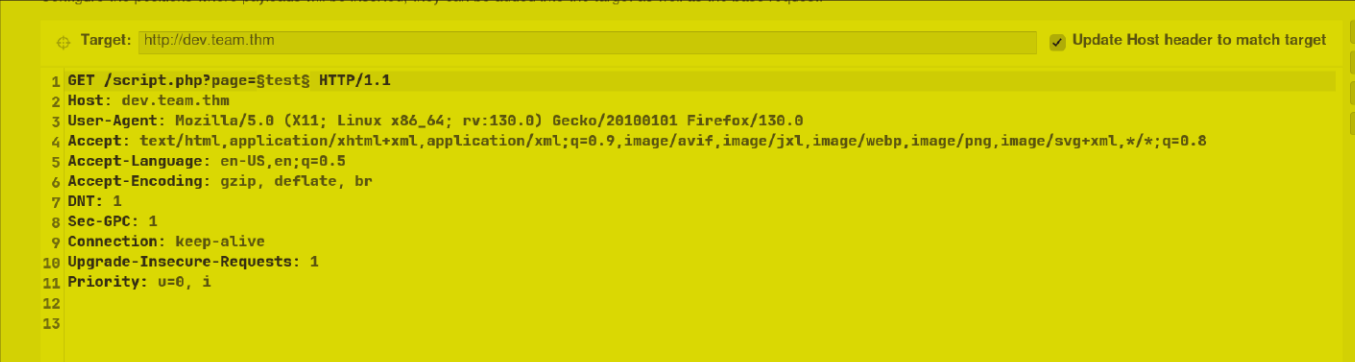 Target: http://dev.team.thm Update Host header to match target
1 GET /script.php?page=§test§ HTTP/1.1
2 Host: dev.team.thm
3 User-Agent: Mozilla/5.0 (X11; Linux x86_64; rv:130.0) Gecko/20100101 Firefox/130.0
4 Accept: text/html,application/xhtml+xml,application/xml;q=0.9,image/avif,image/jxl,image/webp,image/png,image/svg+xml,*/*;q=0.8
5 Accept-Language: en-US,en;q=0.5
6 Accept-Encoding: gzip, deflate, br
7 DNT: 1
8 Sec-GPC: 1
9 Connection: keep-alive
10 Upgrade-Insecure-Requests: 1
11 Priority: u=0, i
12
13